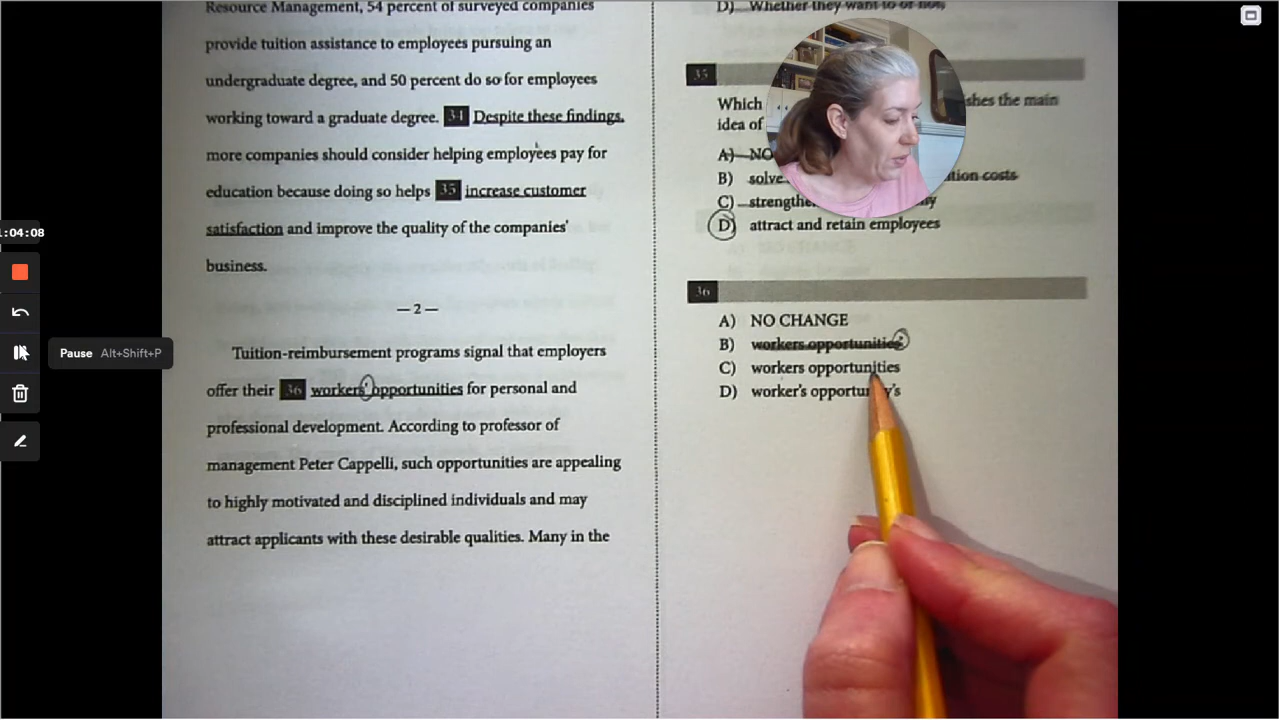 Resource Management, 54 percent of surveyed companies
provide tuition assistance to employees pursuing an
undergraduate degree, and 50 percent do so for employees
working toward a graduate degree. 34 Despite these findings,
more companies should consider helping employees pay for
education because doing so helps 35 increase customer
satisfaction and improve the quality of the companies'
business.
— 2 —
Tuition-reimbursement programs signal that employers
offer their 36 workers' opportunities for personal and
professional development. According to professor of
management Peter Cappelli, such opportunities are appealing
to highly motivated and disciplined individuals and may
attract applicants with these desirable qualities. Many in the
D) Whether they want to or not,
35
Which shes the main
idea of
A) NO
B) solve tion costs
C) strengthe y
D) attract and retain employees
36
A) NO CHANGE
B) workers opportunities'
C) workers opportunities
D) worker's opportunity's
1:04:08
Pause Alt+Shift+P